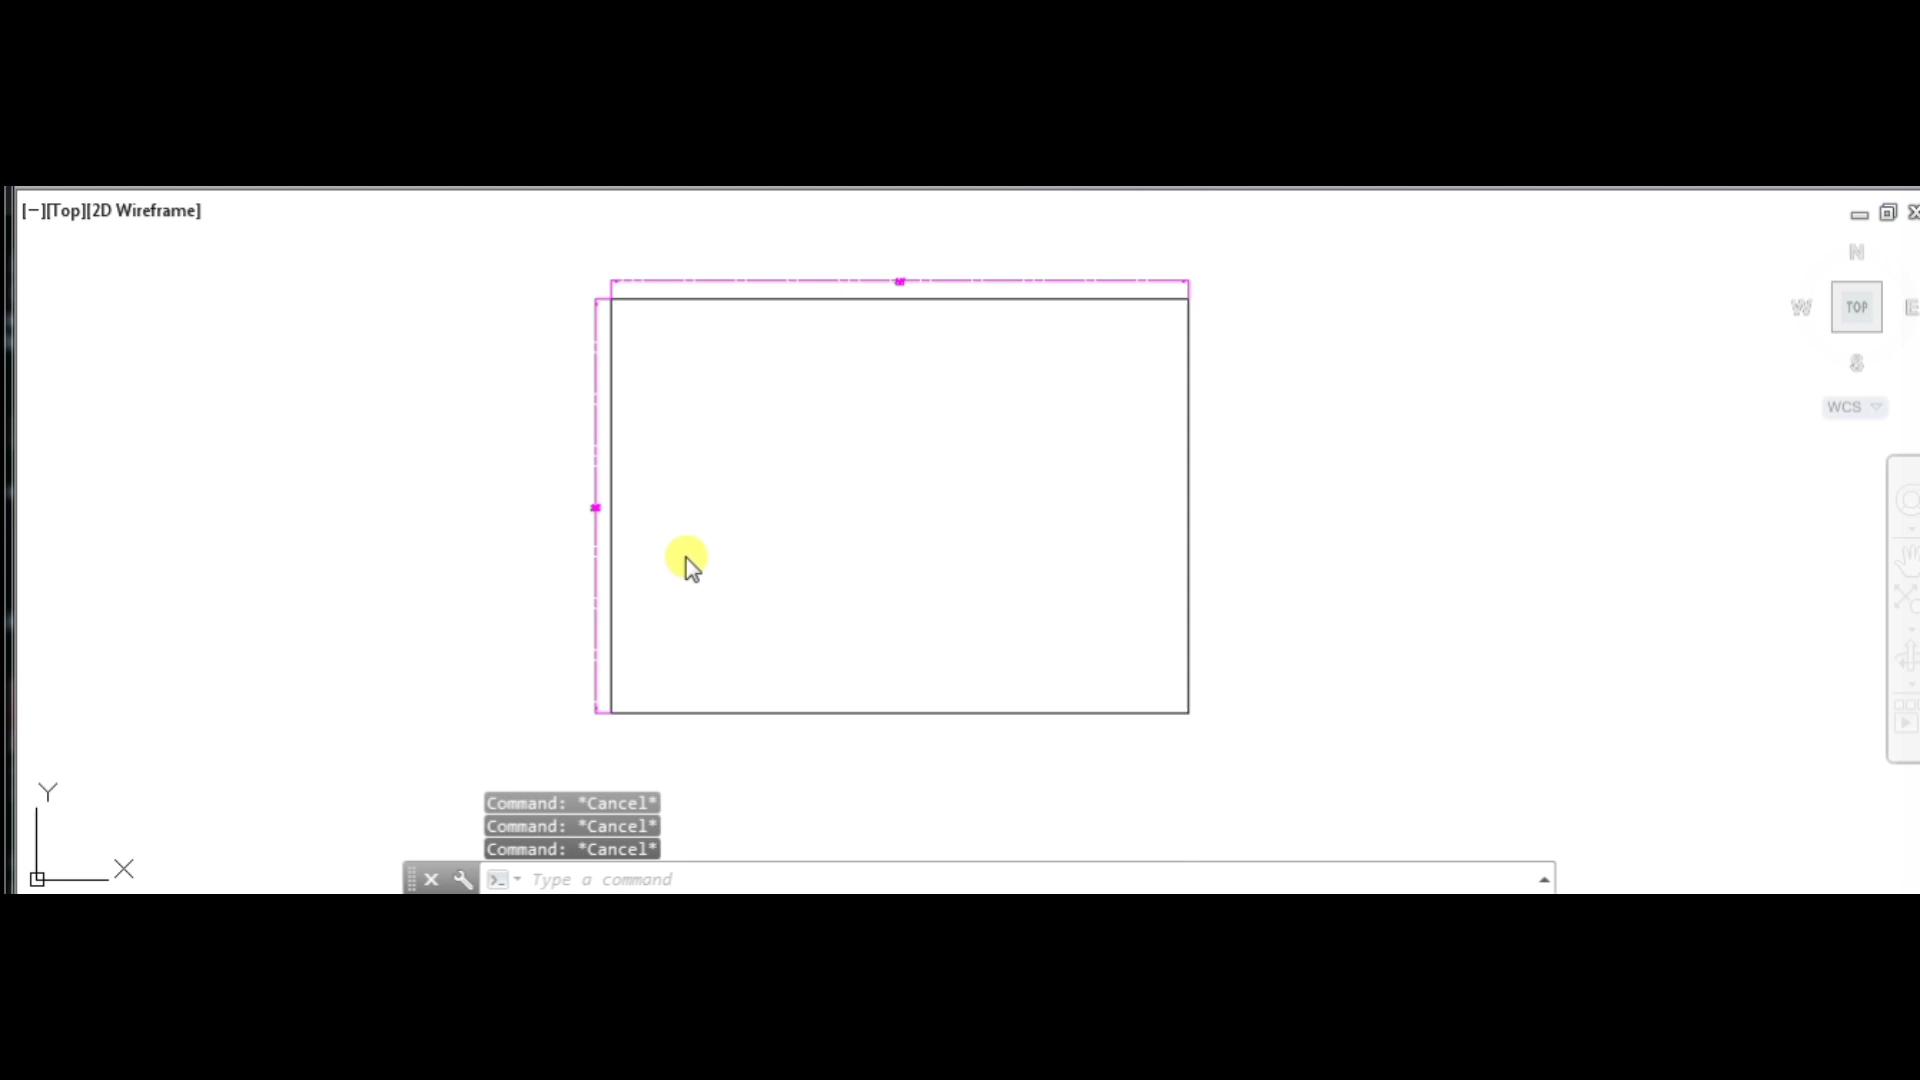 [−][Top][2D Wireframe]
N
W
TOP
E
S
WCS
Y
X
Command: *Cancel*
Command: *Cancel*
Command: *Cancel*
Type a command